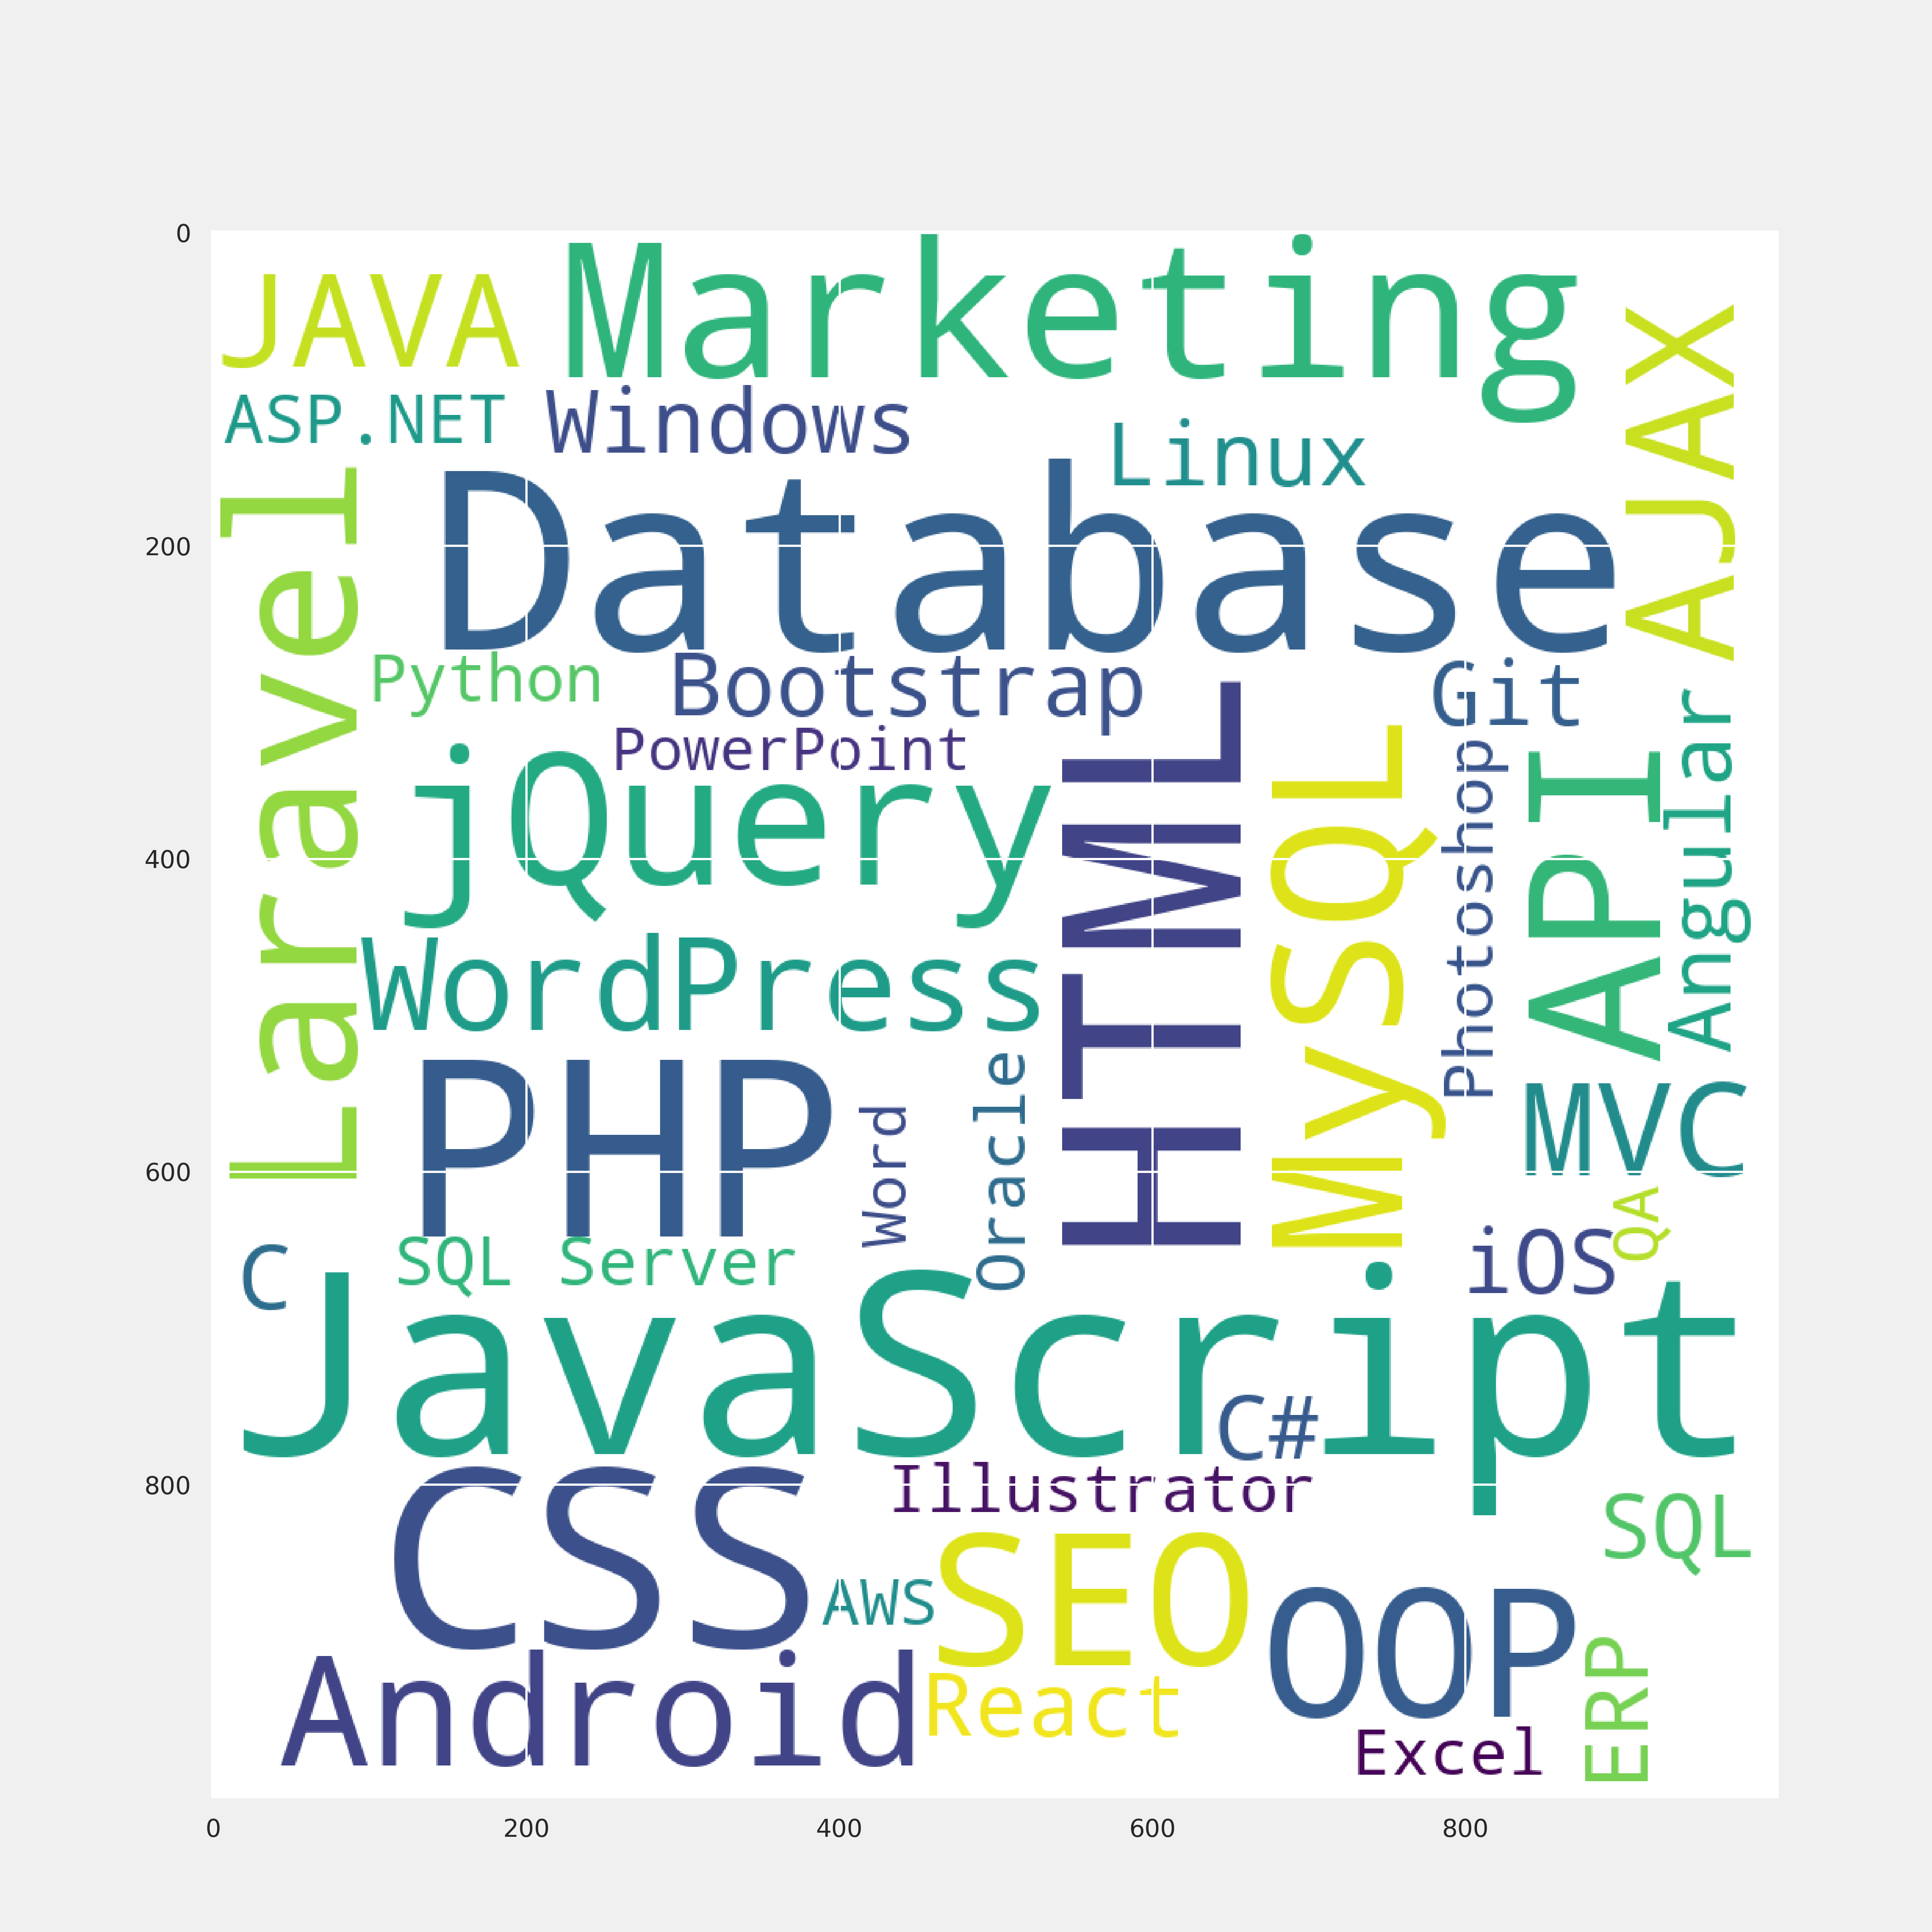 0
JAVA
Marketing
AJAX
ASP.NET
Windows
Linux
Laravel
Database
200
Python
Bootstrap
Git
Angular
PowerPoint
jQuery
HTML
MySQL
Photoshop
API
400
WordPress
PHP
Word
Oracle
MVC
600
QA
C
SQL Server
iOS
JavaScript
C#
800
CSS
Illustrator
SQL
SEO
AWS
OOP
Android
React
ERP
Excel
0 200 400 600 800